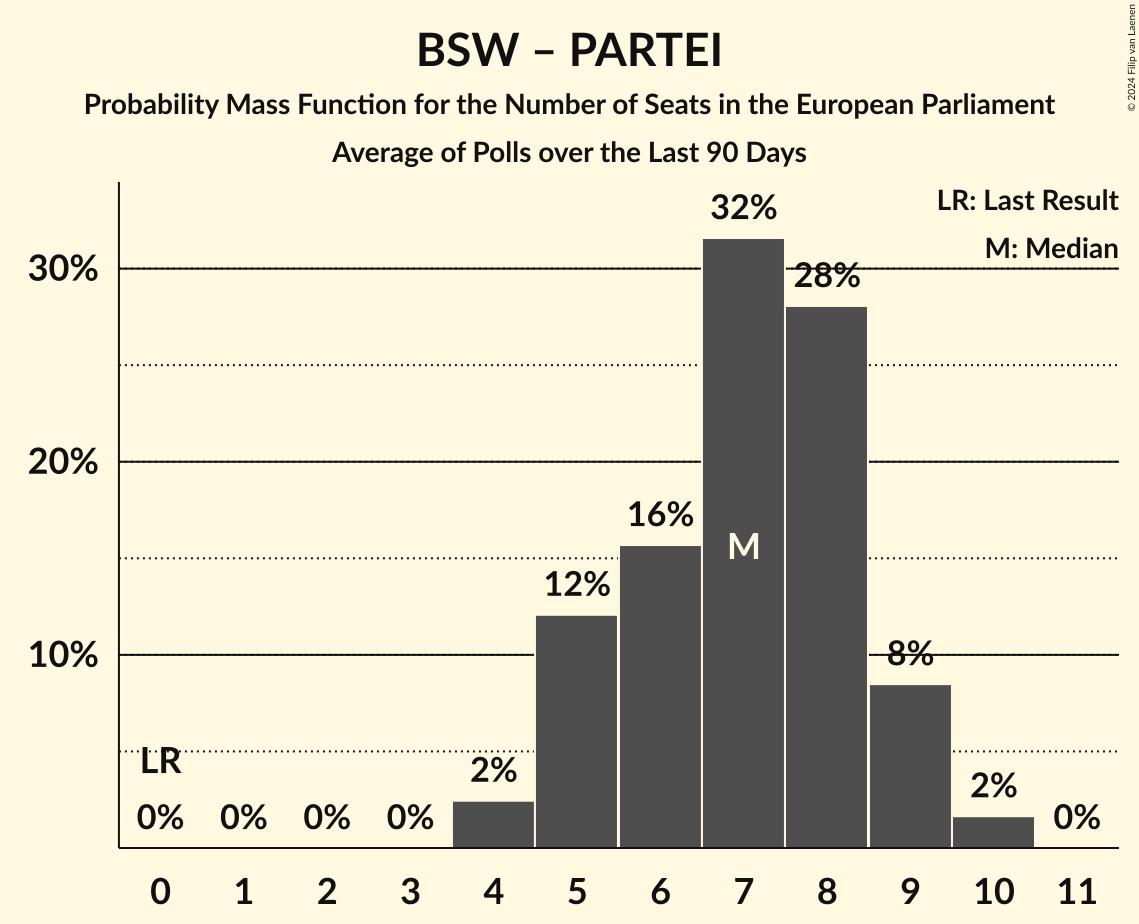 BSW – PARTEI
Probability Mass Function for the Number of Seats in the European Parliament
Average of Polls over the Last 90 Days
© 2024 Filip van Laenen
LR: Last Result
M: Median
32%
30%
28%
20%
16%
M
12%
10%
8%
LR
2%
2%
0% 0% 0% 0% 0%
0 1 2 3 4 5 6 7 8 9 10 11